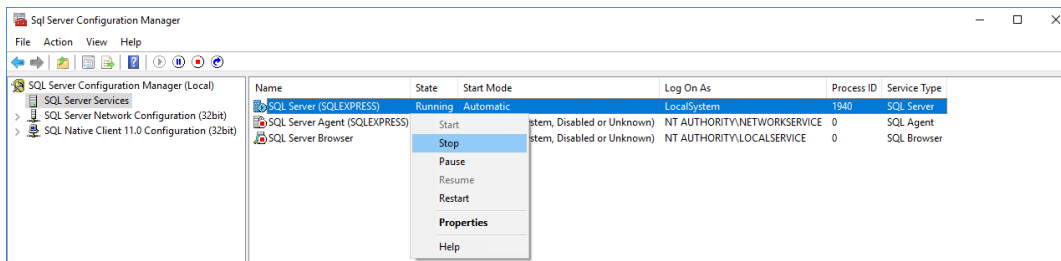 Sql Server Configuration Manager
File Action View Help
SQL Server Configuration Manager (Local)
SQL Server Services
SQL Server Network Configuration (32bit)
SQL Native Client 11.0 Configuration (32bit)
Name State Start Mode Log On As Process ID Service Type
SQL Server (SQLEXPRESS) Running Automatic LocalSystem 1940 SQL Server
SQL Server Agent (SQLEXPRESS) stem, Disabled or Unknown) NT AUTHORITY\NETWORKSERVICE 0 SQL Agent
SQL Server Browser stem, Disabled or Unknown) NT AUTHORITY\LOCALSERVICE 0 SQL Browser
Start
Stop
Pause
Resume
Restart
Properties
Help